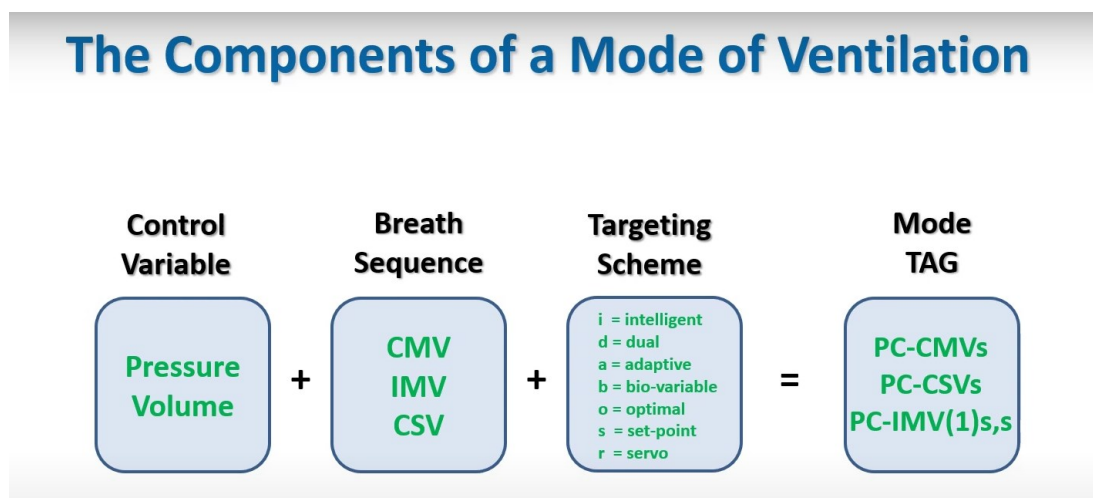 The Components of a Mode of Ventilation
Control
Variable
Pressure
Volume
+
Breath
Sequence
CMV
IMV
CSV
+
Targeting
Scheme
i = intelligent
d = dual
a = adaptive
b = bio-variable
o = optimal
s = set-point
r = servo
=
Mode
TAG
PC-CMVs
PC-CSVs
PC-IMV(1)s,s